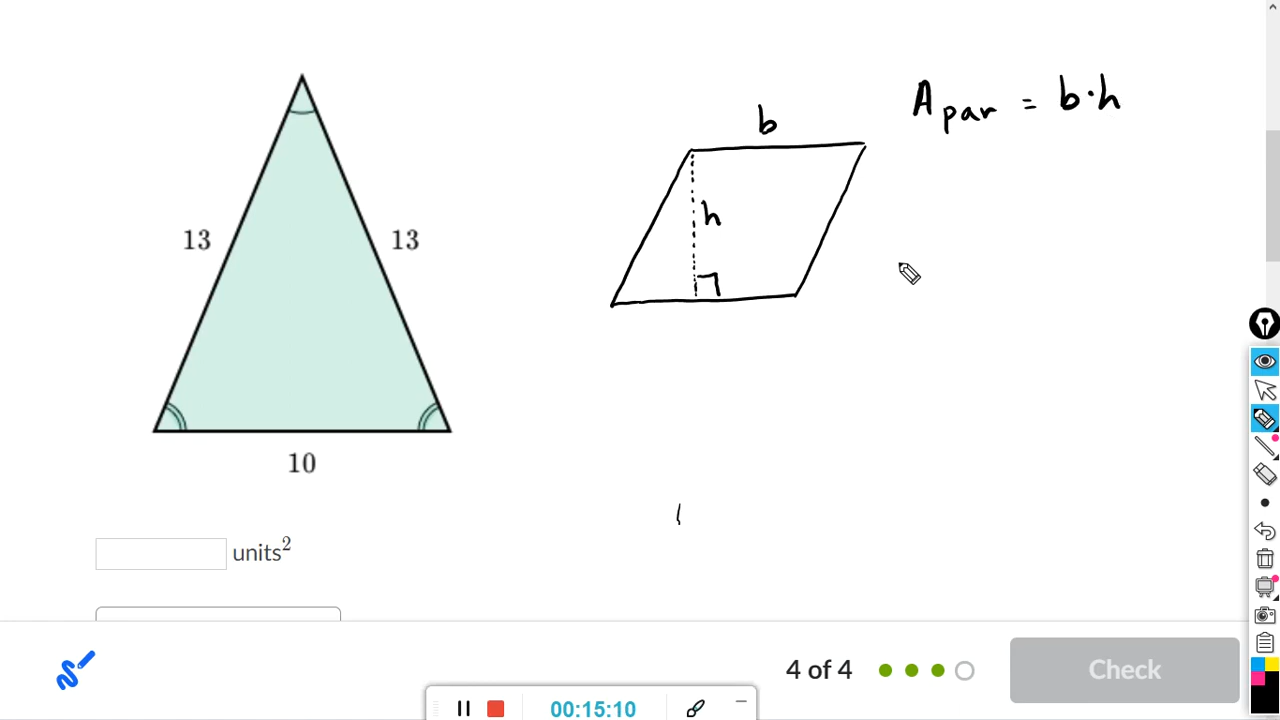 b
A par = b·h
h
13
13
10
units²
4 of 4
Check
00:15:10